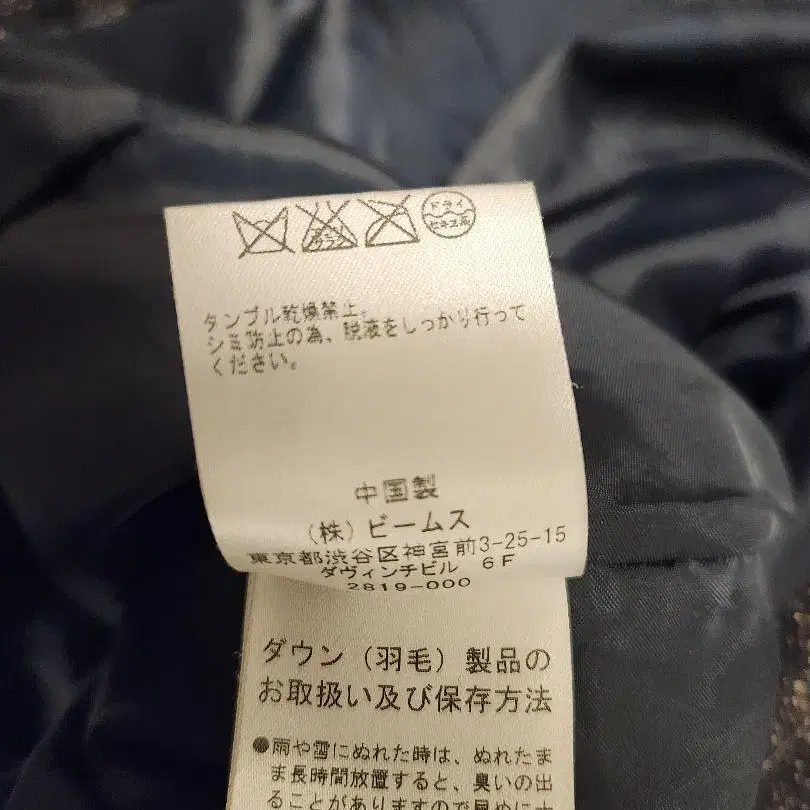 ドライ
セキユ系
タンブル乾燥禁止。
シミ防止の為、脱液をしっかり行って
ください。
中国製
（株）ビームス
東京都渋谷区神宮前3-25-15
ダヴィンチビル 6F
2819-000
ダウン（羽毛）製品の
お取扱い及び保存方法
●雨や雪にぬれた時は、ぬれたま
ま長時間放置すると、臭いの出
ることがありますので早めに